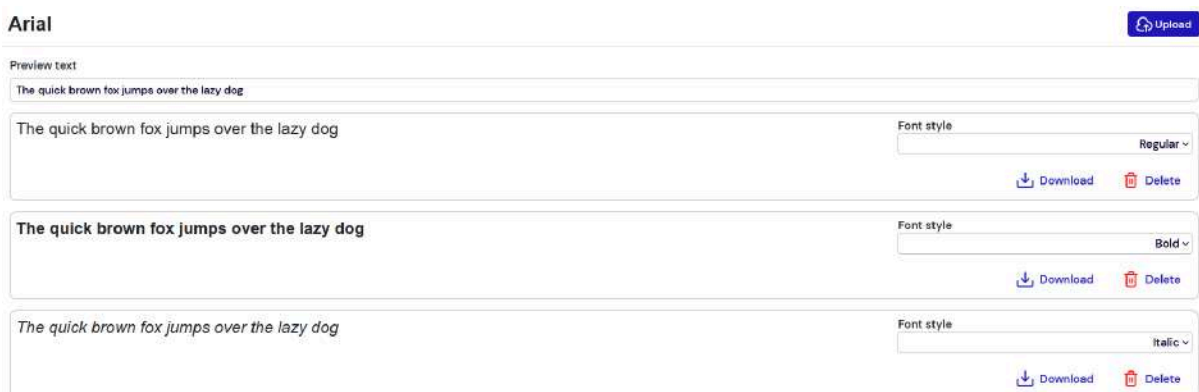 Arial
Upload
Preview text
The quick brown fox jumps over the lazy dog
The quick brown fox jumps over the lazy dog
Font style
Regular
Download Delete
The quick brown fox jumps over the lazy dog
Font style
Bold
Download Delete
The quick brown fox jumps over the lazy dog
Font style
Italic
Download Delete